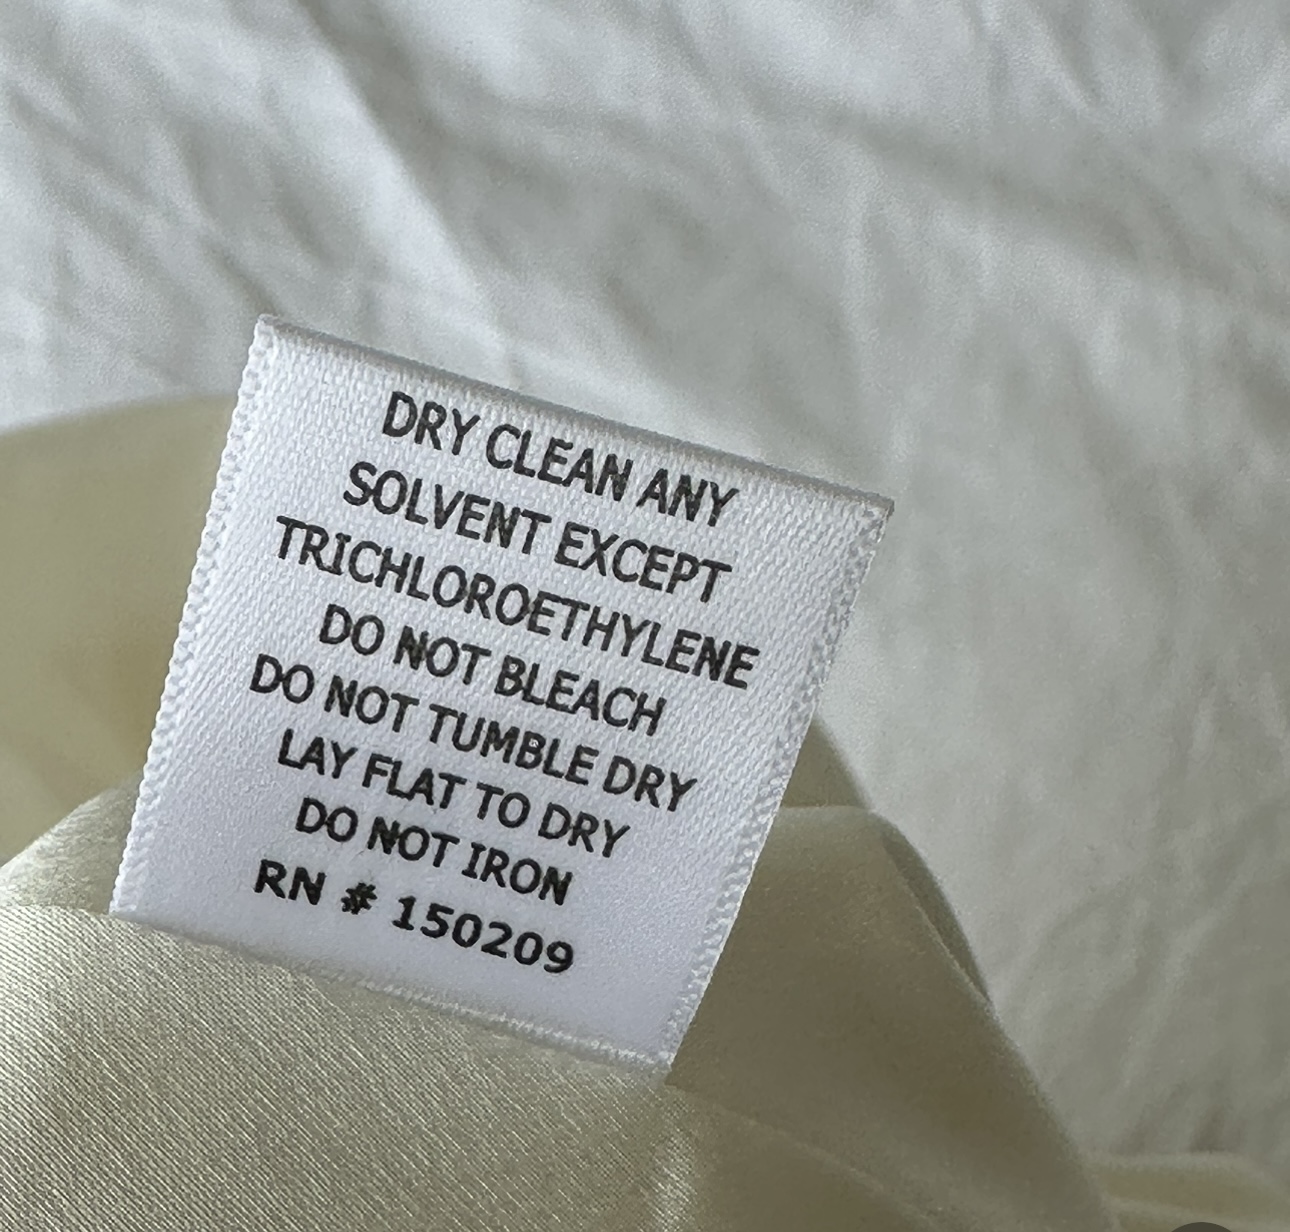 DRY CLEAN ANY
SOLVENT EXCEPT
TRICHLOROETHYLENE
DO NOT BLEACH
DO NOT TUMBLE DRY
LAY FLAT TO DRY
DO NOT IRON
RN # 150209